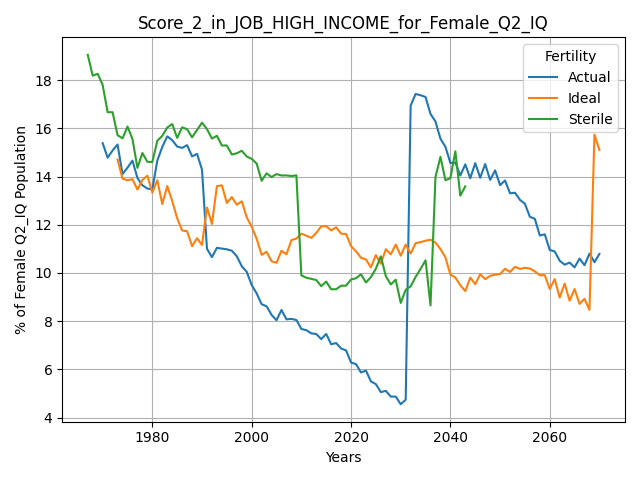 Score_2_in_JOB_HIGH_INCOME_for_Female_Q2_IQ
Fertility
Actual
Ideal
Sterile
% of Female Q2_IQ Population
18
16
14
12
10
8
6
4
1980
2000
2020
2040
2060
Years